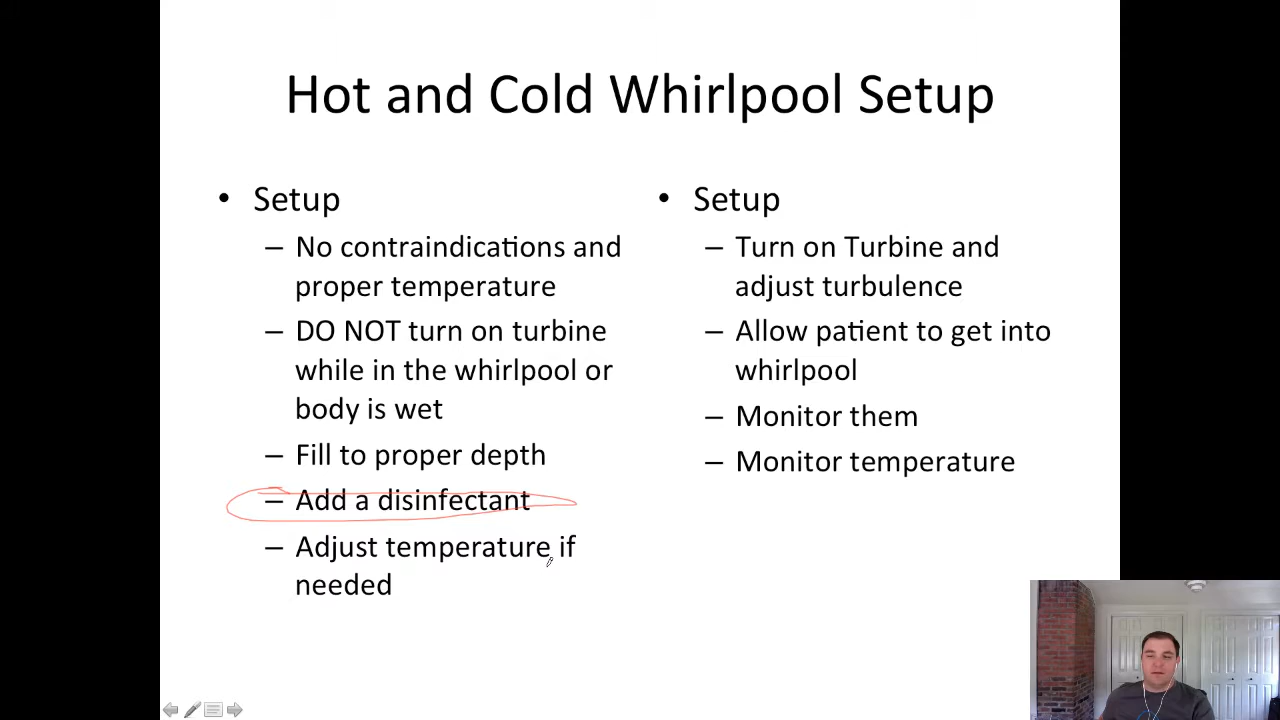 Hot and Cold Whirlpool Setup
• Setup
– No contraindications and
proper temperature
– DO NOT turn on turbine
while in the whirlpool or
body is wet
– Fill to proper depth
– Add a disinfectant
– Adjust temperature if
needed
• Setup
– Turn on Turbine and
adjust turbulence
– Allow patient to get into
whirlpool
– Monitor them
– Monitor temperature